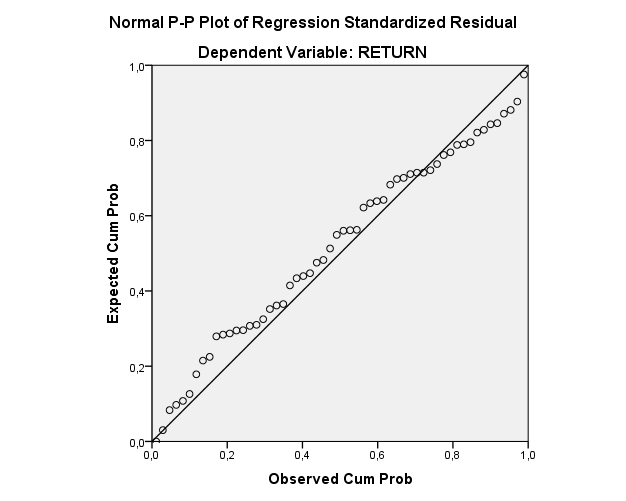 Normal P-P Plot of Regression Standardized Residual
Dependent Variable: RETURN
1,0
0,8
0,6
0,4
0,2
0,0
Expected Cum Prob
0,0 0,2 0,4 0,6 0,8 1,0
Observed Cum Prob